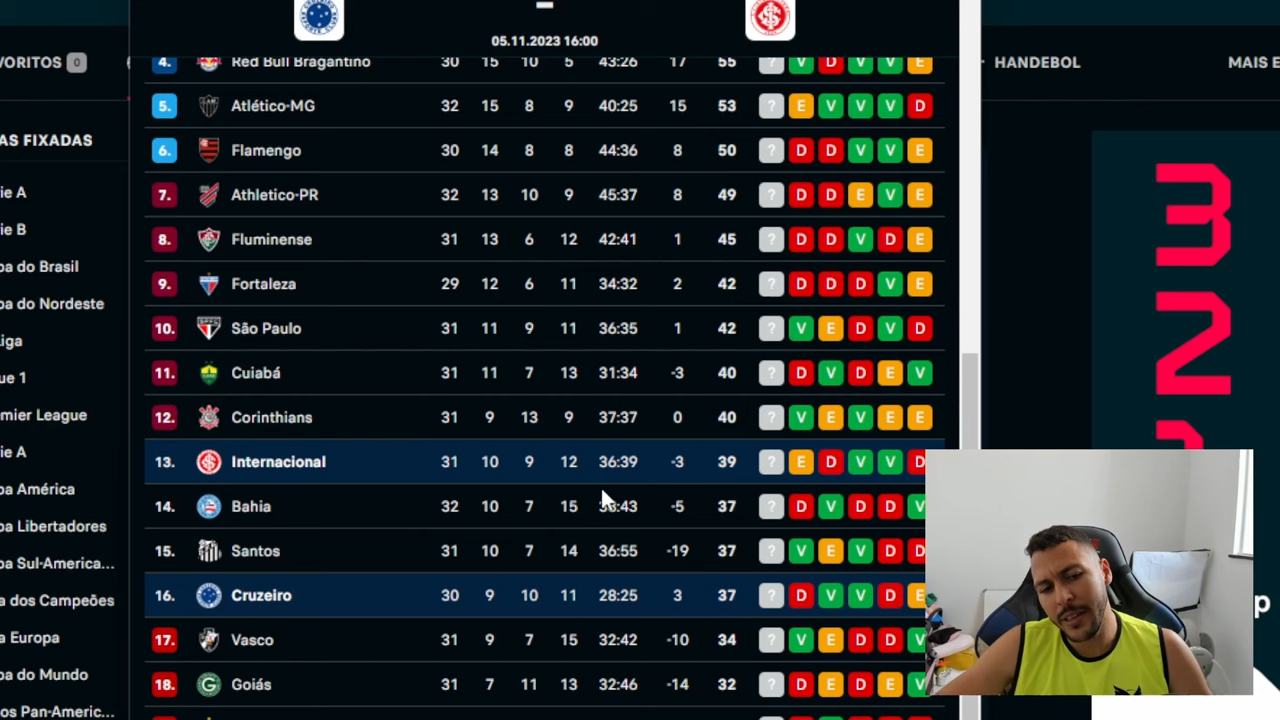 05.11.2023 16:00
VORITOS 0
HANDEBOL
MAIS E
AS FIXADAS
ie A
ie B
pa do Brasil
pa do Nordeste
Liga
ue 1
mier League
ie A
pa América
pa Libertadores
pa Sul-America...
a dos Campeões
a Europa
a do Mundo
os Pan-Americ...
4. Red Bull Bragantino 30 15 10 5 43:26 17 55 ? V D V V E
5. Atlético-MG 32 15 8 9 40:25 15 53 ? E V V V D
6. Flamengo 30 14 8 8 44:36 8 50 ? D D V V E
7. Athletico-PR 32 13 10 9 45:37 8 49 ? D D E V E
8. Fluminense 31 13 6 12 42:41 1 45 ? D D V D E
9. Fortaleza 29 12 6 11 34:32 2 42 ? D D D V E
10. São Paulo 31 11 9 11 36:35 1 42 ? V E D V D
11. Cuiabá 31 11 7 13 31:34 -3 40 ? D V D E V
12. Corinthians 31 9 13 9 37:37 0 40 ? V E V E E
13. Internacional 31 10 9 12 36:39 -3 39 ? E D V V D
14. Bahia 32 10 7 15 :43 -5 37 ? D V D D V
15. Santos 31 10 7 14 36:55 -19 37 ? V E V D D
16. Cruzeiro 30 9 10 11 28:25 3 37 ? D V V D E
17. Vasco 31 9 7 15 32:42 -10 34 ? V E D D V
18. Goiás 31 7 11 13 32:46 -14 32 ? D E D E V